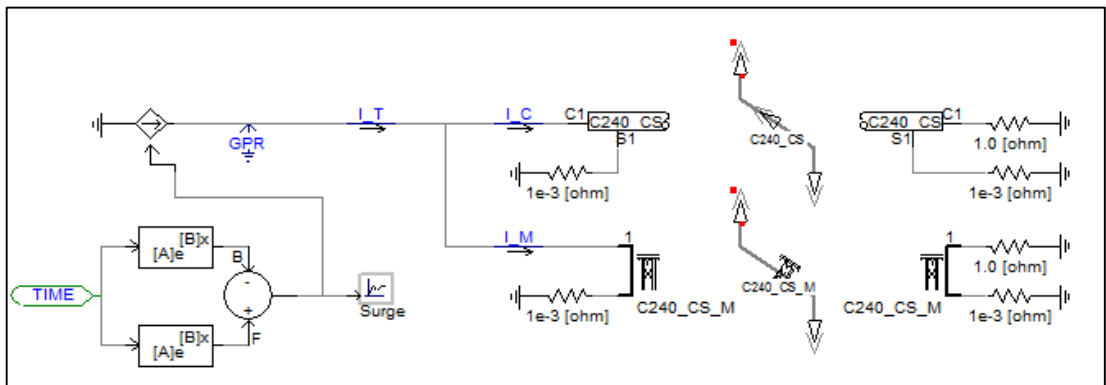 I_T
I_C
C1
C240_CS
S1
GPR
1e-3 [ohm]
C240_CS
C240_CS
C1
S1
1.0 [ohm]
1e-3 [ohm]
[A]e
[B]x
B
-
+
TIME
[A]e
[B]x
F
Surge
I_M
1
1e-3 [ohm]
C240_CS_M
C240_CS_M
1
C240_CS_M
1.0 [ohm]
1e-3 [ohm]